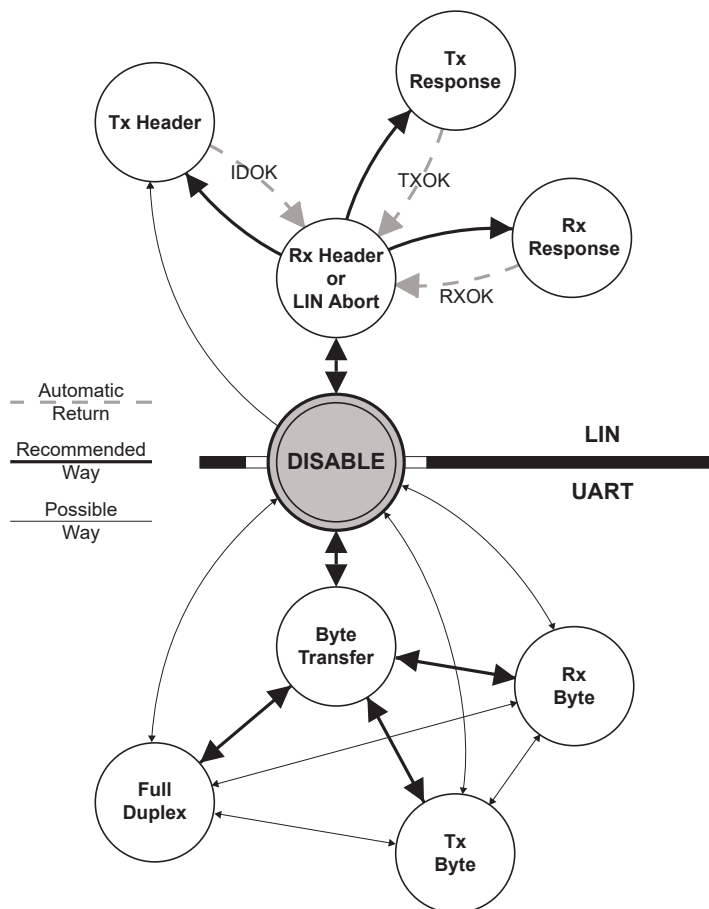 Tx
Response
Tx Header
IDOK
TXOK
Rx
Response
Rx Header
or
LIN Abort
RXOK
Automatic
Return
Recommended
Way
Possible
Way
DISABLE
LIN
UART
Byte
Transfer
Rx
Byte
Full
Duplex
Tx
Byte